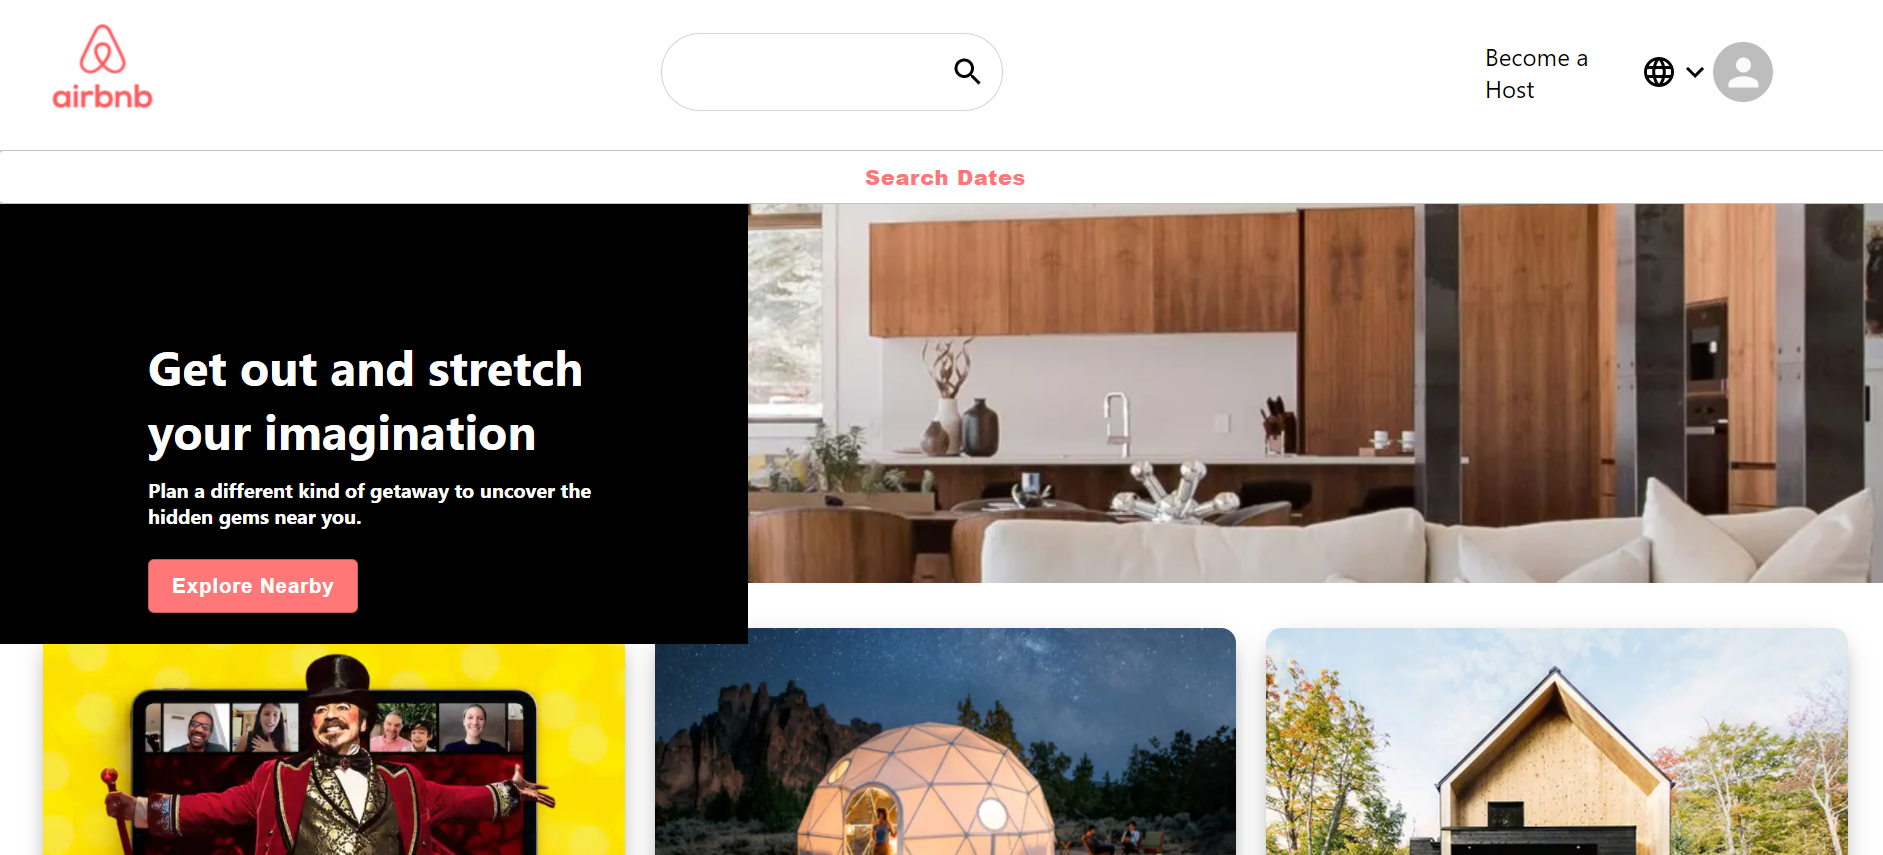 airbnb
Become a
Host
Search Dates
Get out and stretch
your imagination
Plan a different kind of getaway to uncover the
hidden gems near you.
Explore Nearby